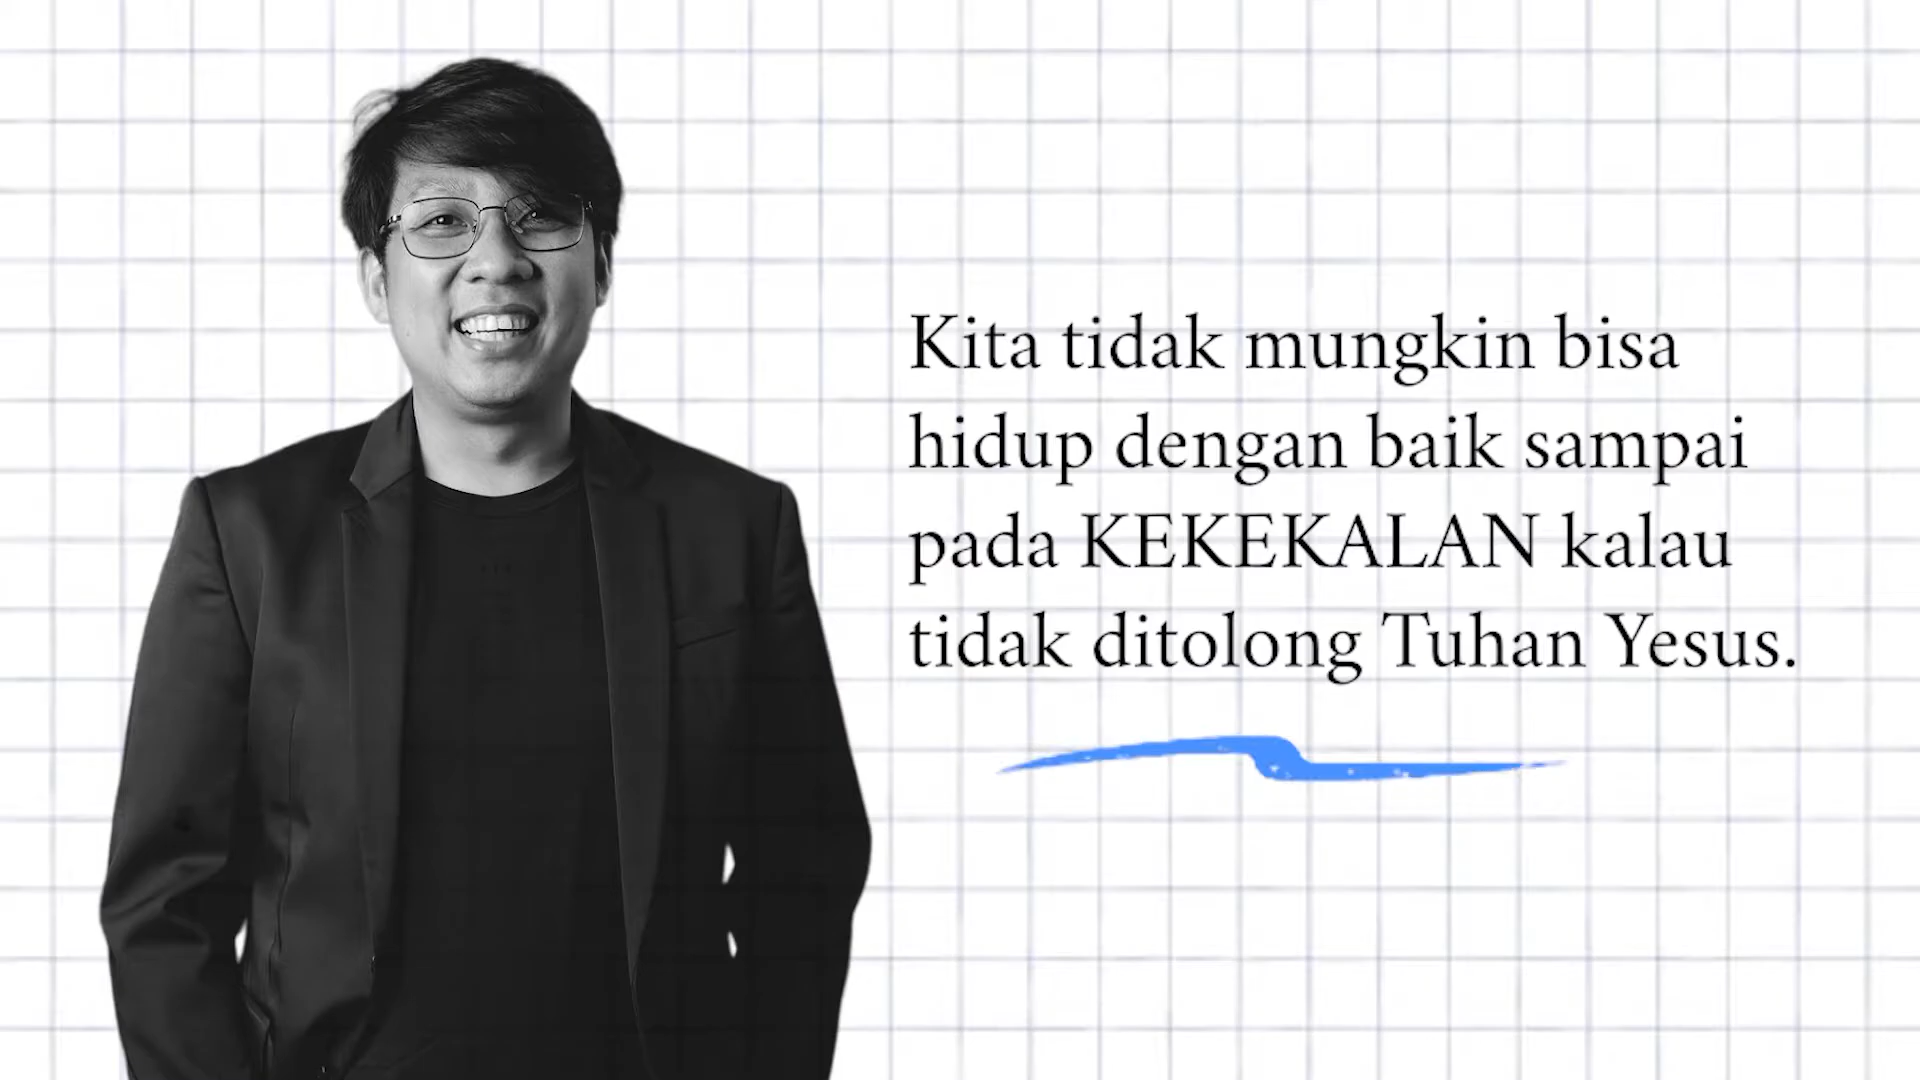 Kita tidak mungkin bisa
hidup dengan baik sampai
pada KEKEKALAN kalau
tidak ditolong Tuhan Yesus.